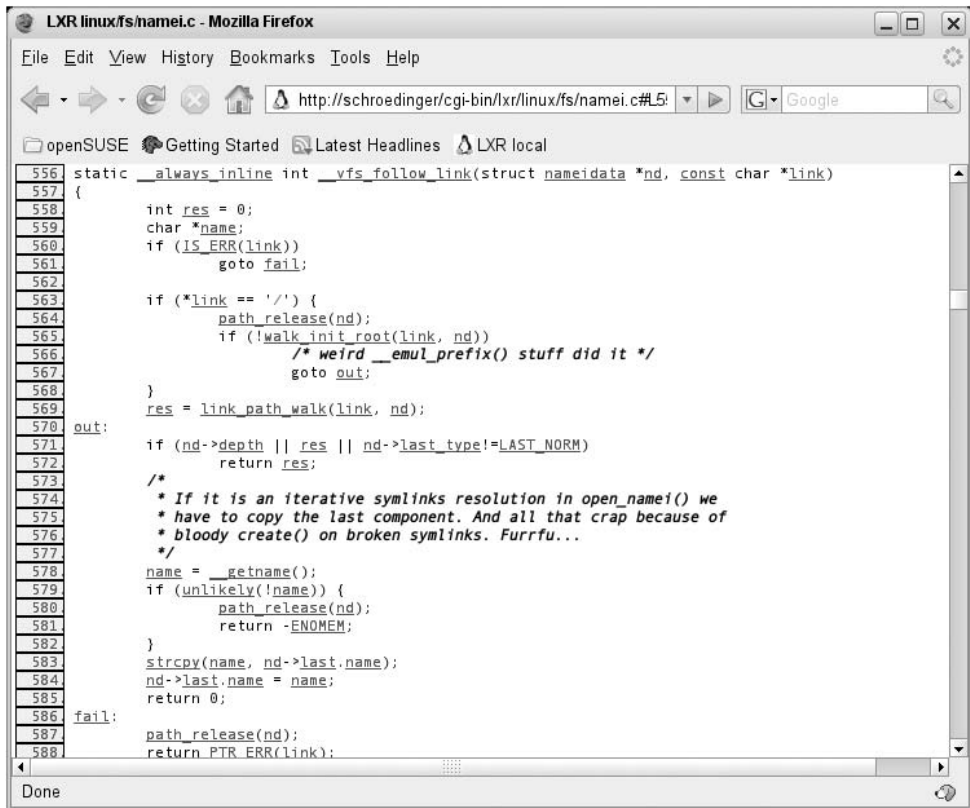 LXR linux/fs/namei.c - Mozilla Firefox
File Edit View History Bookmarks Tools Help
http://schroedinger/cgi-bin/lxr/linux/fs/namei.c#L5 G Google
openSUSE Getting Started Latest Headlines LXR local
556 static __always_inline int __vfs_follow_link(struct nameidata *nd, const char *link)
557 {
558 int res = 0;
559 char *name;
560 if (IS_ERR(link))
561 goto fail;
562
563 if (*link == '/') {
564 path_release(nd);
565 if (!walk_init_root(link, nd))
566 /* weird __emul_prefix() stuff did it */
567 goto out;
568 }
569 res = link_path_walk(link, nd);
570 out:
571 if (nd->depth || res || nd->last_type!=LAST_NORM)
572 return res;
573 /*
574 * If it is an iterative symlinks resolution in open_namei() we
575 * have to copy the last component. And all that crap because of
576 * bloody create() on broken symlinks. Furrfu...
577 */
578 name = __getname();
579 if (unlikely(!name)) {
580 path_release(nd);
581 return -ENOMEM;
582 }
583 strcpy(name, nd->last.name);
584 nd->last.name = name;
585 return 0;
586 fail:
587 path_release(nd);
588 return PTR_ERR(link);
Done